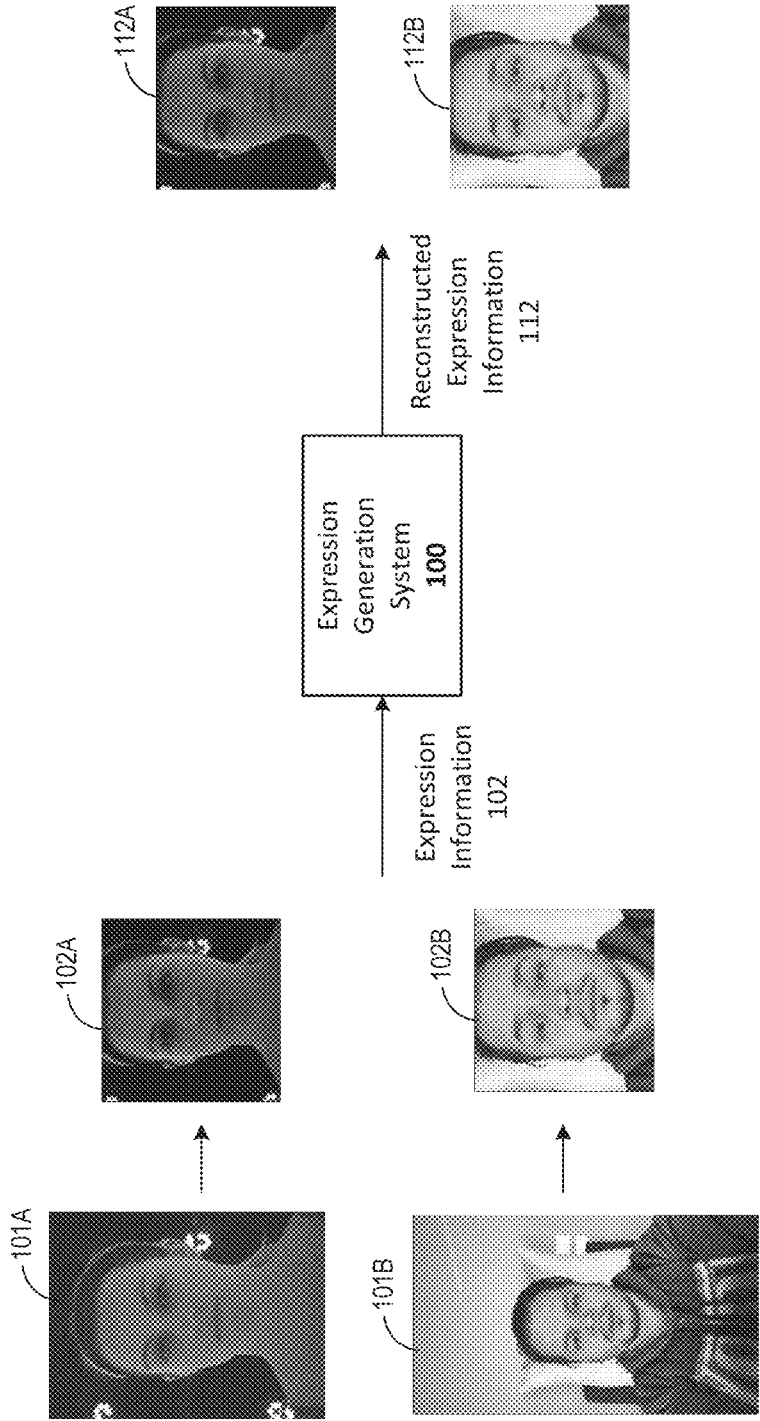 101A
102A
112A
101B
102B
112B
Expression
Information
102
Expression
Generation
System
100
Reconstructed
Expression
Information
112